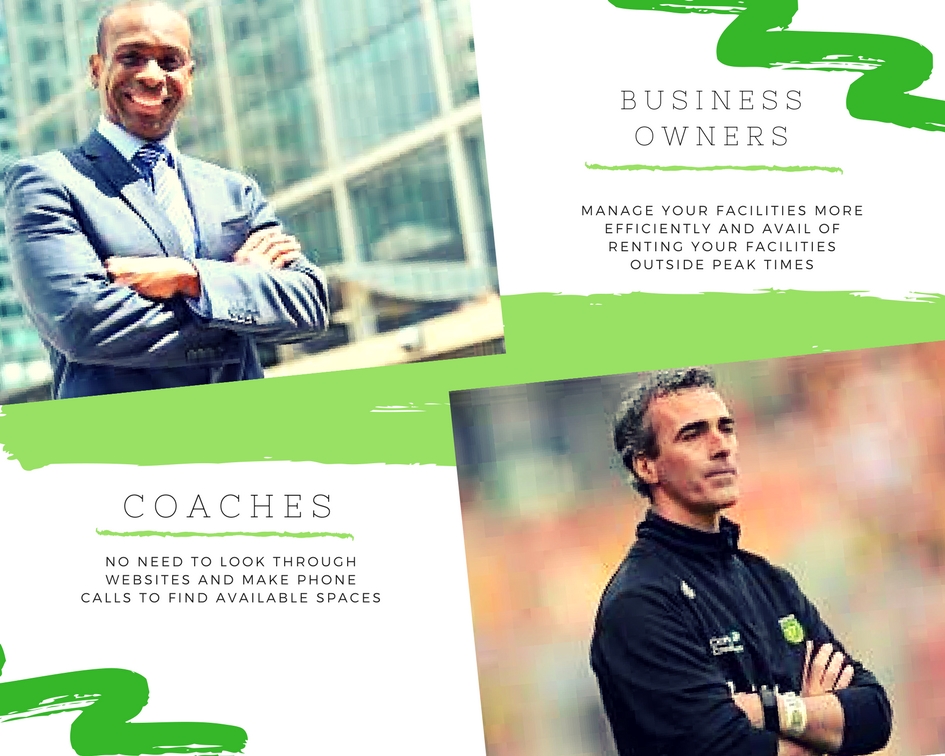 BUSINESS
OWNERS
MANAGE YOUR FACILITIES MORE
EFFICIENTLY AND AVAIL OF
RENTING YOUR FACILITIES
OUTSIDE PEAK TIMES
COACHES
NO NEED TO LOOK THROUGH
WEBSITES AND MAKE PHONE
CALLS TO FIND AVAILABLE SPACES